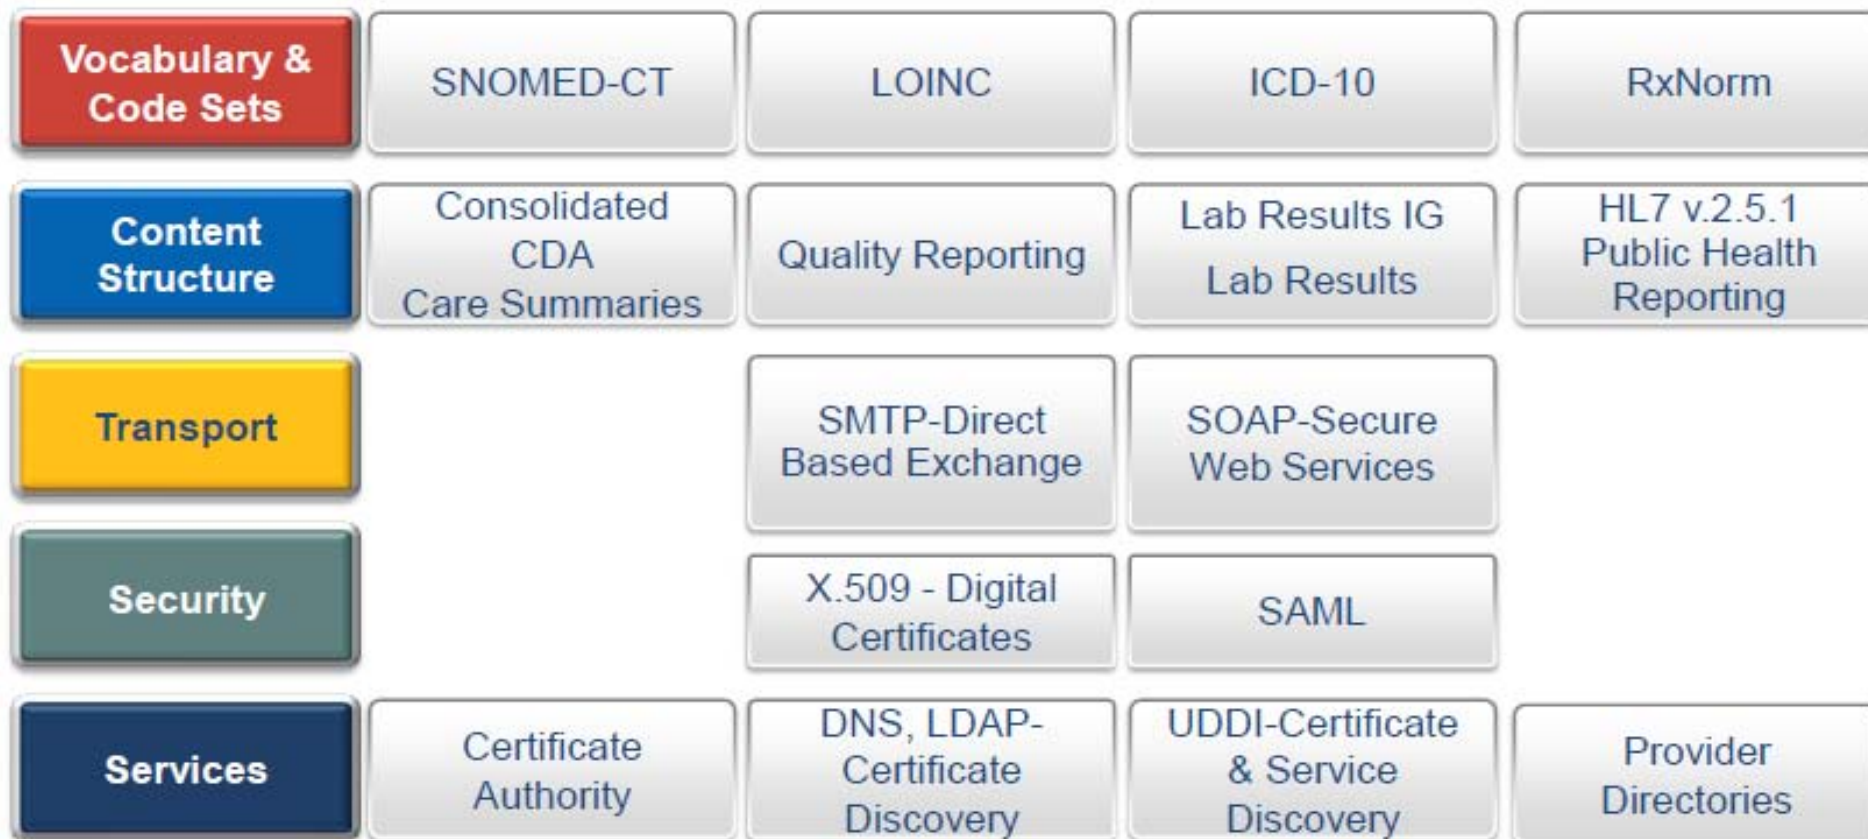 Vocabulary &
Code Sets
SNOMED-CT
LOINC
ICD-10
RxNorm
Content
Structure
Consolidated
CDA
Care Summaries
Quality Reporting
Lab Results IG
Lab Results
HL7 v.2.5.1
Public Health
Reporting
Transport
SMTP-Direct
Based Exchange
SOAP-Secure
Web Services
Security
X.509 - Digital
Certificates
SAML
Services
Certificate
Authority
DNS, LDAP-
Certificate
Discovery
UDDI-Certificate
& Service
Discovery
Provider
Directories